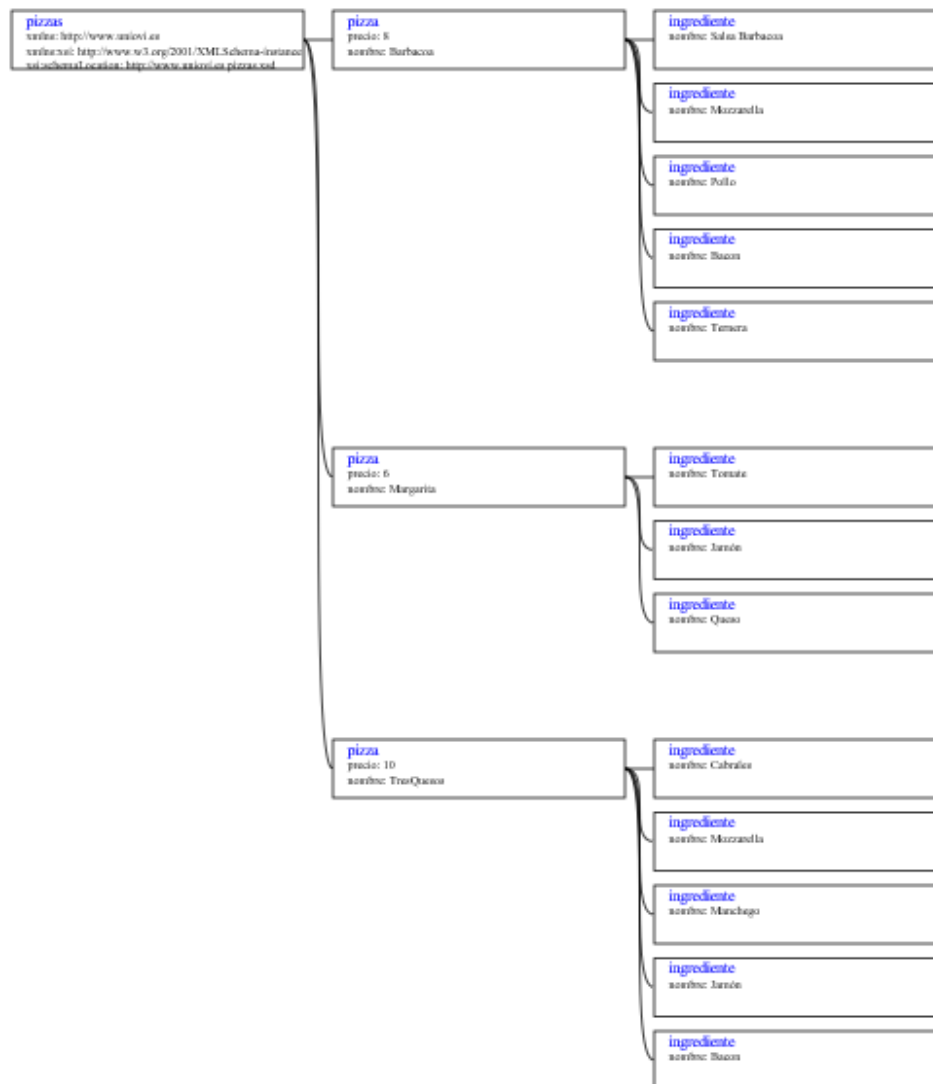 pizzas
xmlns: http://www.uniovi.es
xmlns:xsi: http://www.w3.org/2001/XMLSchema-instance
xsi:schemaLocation: http://www.uniovi.es pizzas.xsd
pizza
precio: 8
nombre: Barbacoa
ingrediente
nombre: Salsa Barbacoa
ingrediente
nombre: Mozzarella
ingrediente
nombre: Pollo
ingrediente
nombre: Bacon
ingrediente
nombre: Ternera
pizza
precio: 6
nombre: Margarita
ingrediente
nombre: Tomate
ingrediente
nombre: Jamón
ingrediente
nombre: Queso
pizza
precio: 10
nombre: TresQuesos
ingrediente
nombre: Cabrales
ingrediente
nombre: Mozzarella
ingrediente
nombre: Manchego
ingrediente
nombre: Jamón
ingrediente
nombre: Bacon